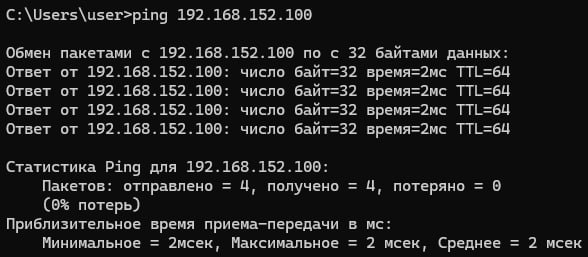 C:\Users\user>ping 192.168.152.100
Обмен пакетами с 192.168.152.100 по с 32 байтами данных:
Ответ от 192.168.152.100: число байт=32 время=2мс TTL=64
Ответ от 192.168.152.100: число байт=32 время=2мс TTL=64
Ответ от 192.168.152.100: число байт=32 время=2мс TTL=64
Ответ от 192.168.152.100: число байт=32 время=2мс TTL=64
Статистика Ping для 192.168.152.100:
Пакетов: отправлено = 4, получено = 4, потеряно = 0
(0% потерь)
Приблизительное время приема-передачи в мс:
Минимальное = 2мсек, Максимальное = 2 мсек, Среднее = 2 мсек